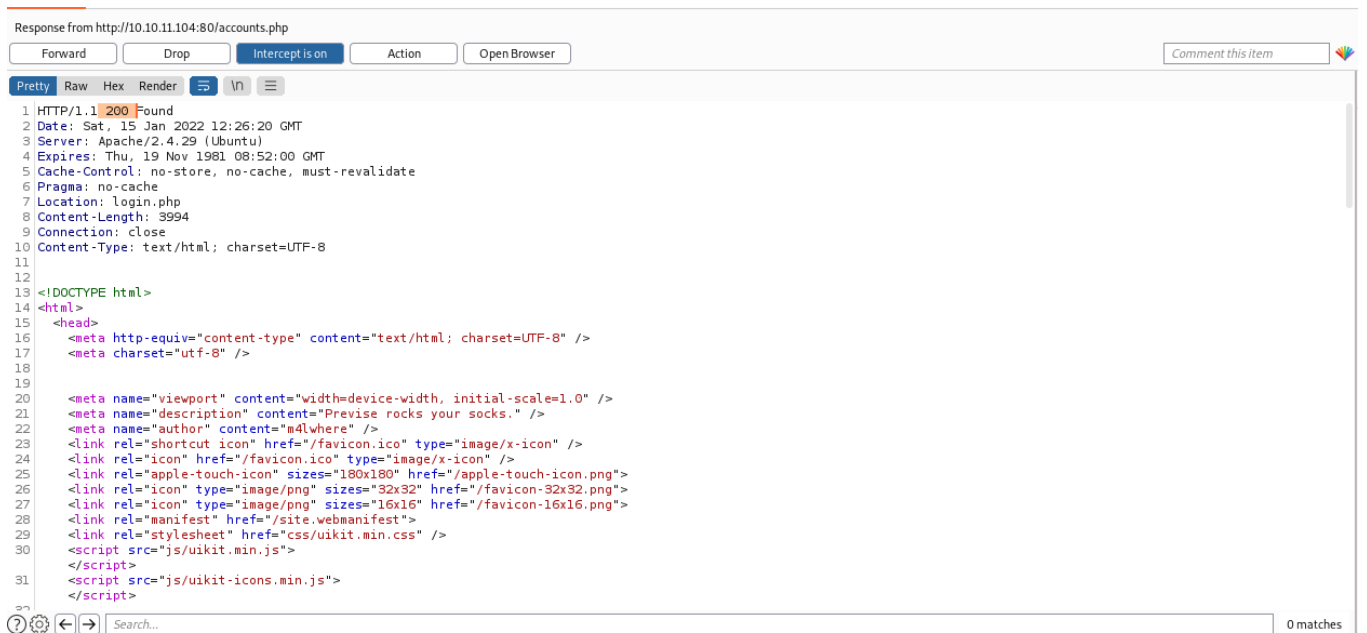 Response from http://10.10.11.104:80/accounts.php
Forward Drop Intercept is on Action Open Browser Comment this item
Pretty Raw Hex Render \n
1 HTTP/1.1 200 Found
2 Date: Sat, 15 Jan 2022 12:26:20 GMT
3 Server: Apache/2.4.29 (Ubuntu)
4 Expires: Thu, 19 Nov 1981 08:52:00 GMT
5 Cache-Control: no-store, no-cache, must-revalidate
6 Pragma: no-cache
7 Location: login.php
8 Content-Length: 3994
9 Connection: close
10 Content-Type: text/html; charset=UTF-8
11
12
13 <!DOCTYPE html>
14 <html>
15 <head>
16 <meta http-equiv="content-type" content="text/html; charset=UTF-8" />
17 <meta charset="utf-8" />
18
19
20 <meta name="viewport" content="width=device-width, initial-scale=1.0" />
21 <meta name="description" content="Previse rocks your socks." />
22 <meta name="author" content="m4lwhere" />
23 <link rel="shortcut icon" href="/favicon.ico" type="image/x-icon" />
24 <link rel="icon" href="/favicon.ico" type="image/x-icon" />
25 <link rel="apple-touch-icon" sizes="180x180" href="/apple-touch-icon.png">
26 <link rel="icon" type="image/png" sizes="32x32" href="/favicon-32x32.png">
27 <link rel="icon" type="image/png" sizes="16x16" href="/favicon-16x16.png">
28 <link rel="manifest" href="/site.webmanifest">
29 <link rel="stylesheet" href="css/uikit.min.css" />
30 <script src="js/uikit.min.js">
</script>
31 <script src="js/uikit-icons.min.js">
</script>
32
Search... 0 matches